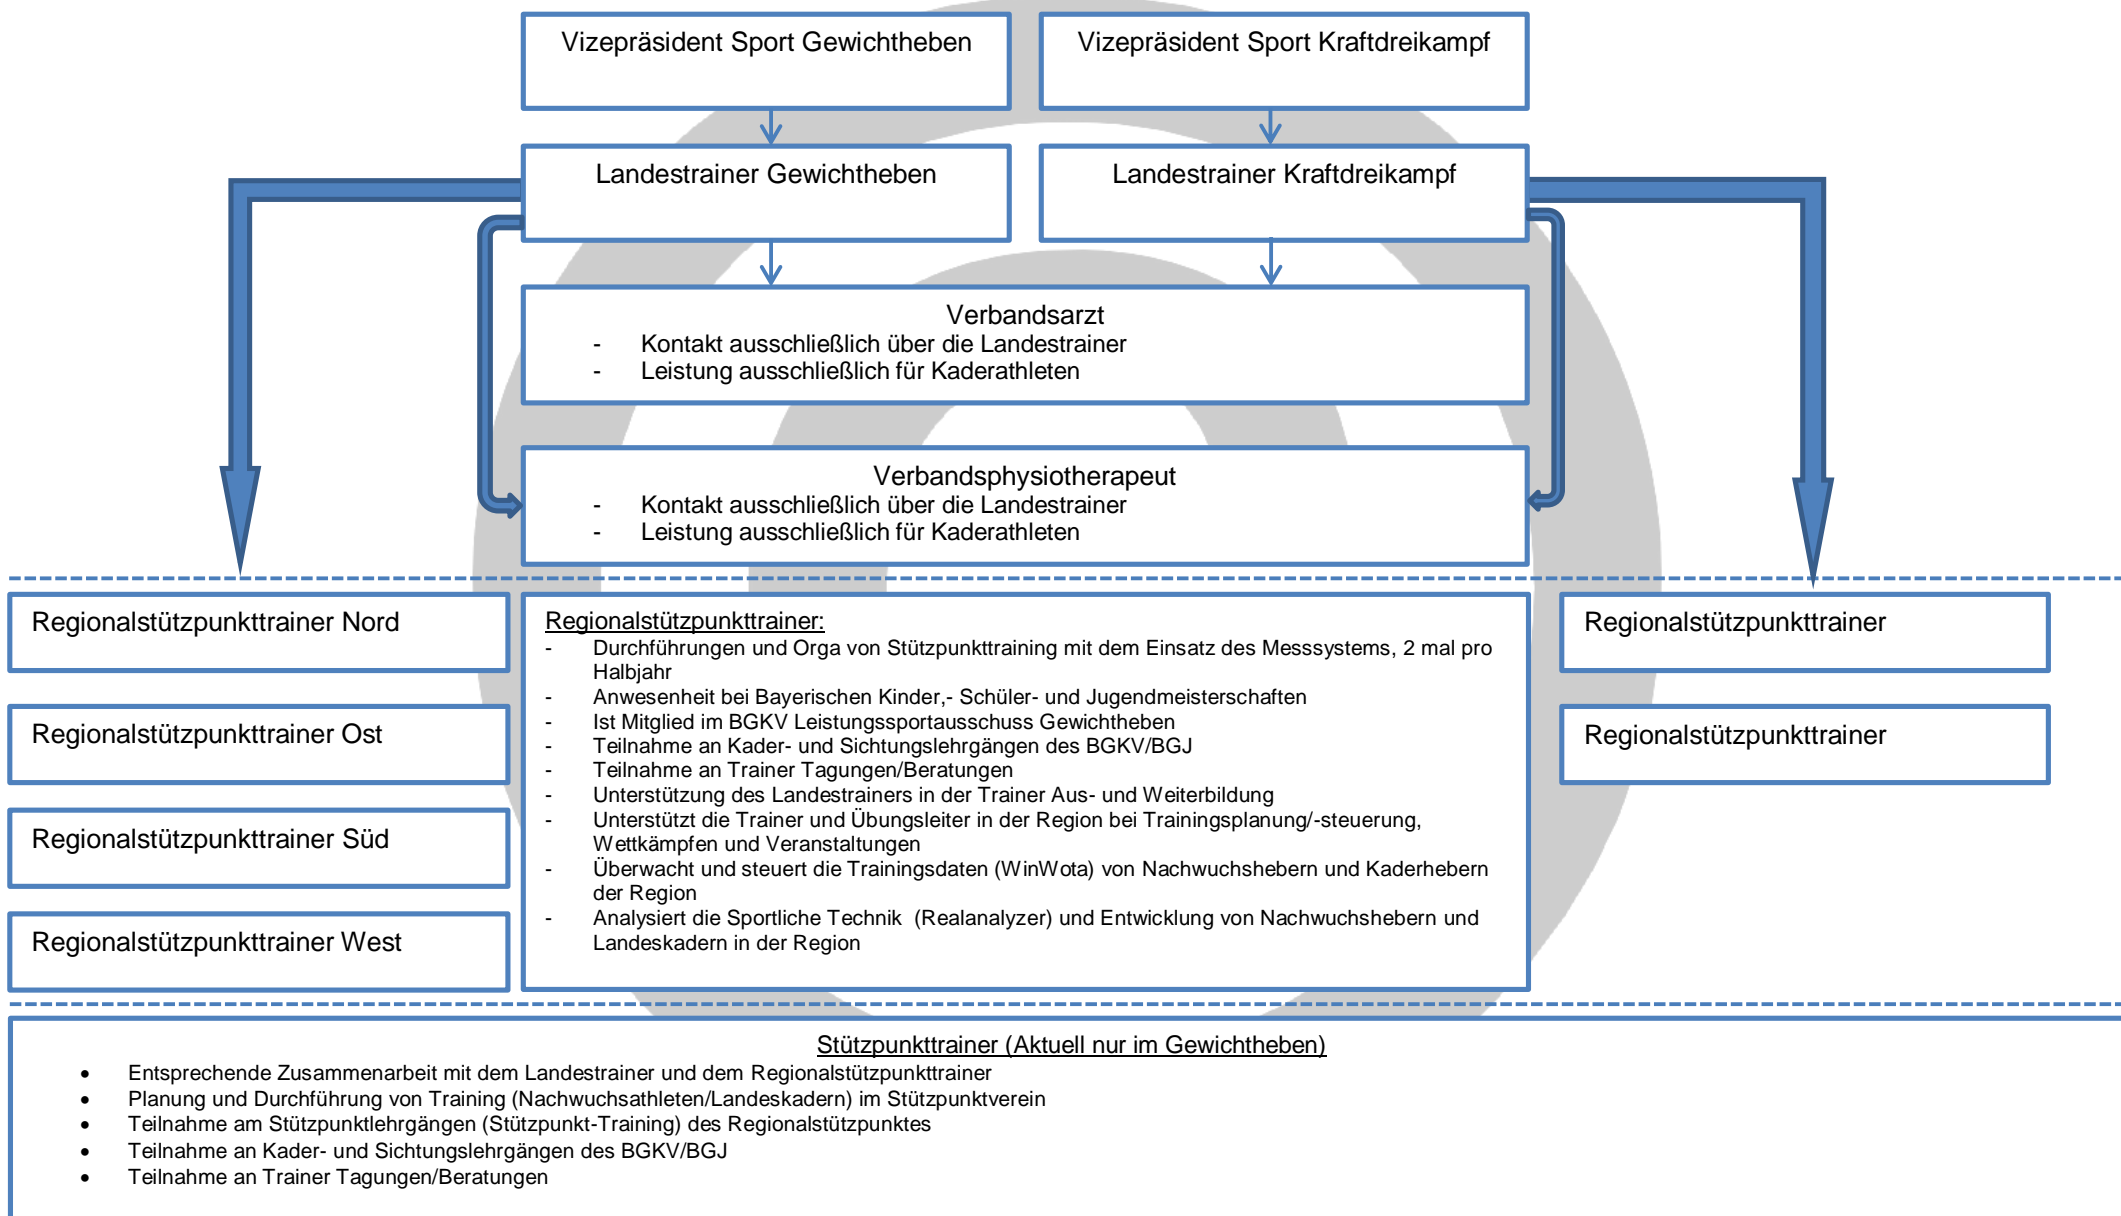 Vizepräsident Sport Gewichtheben
Vizepräsident Sport Kraftdreikampf
Landestrainer Gewichtheben
Landestrainer Kraftdreikampf
Verbandsarzt
- Kontakt ausschließlich über die Landestrainer
- Leistung ausschließlich für Kaderathleten
Verbandsphysiotherapeut
- Kontakt ausschließlich über die Landestrainer
- Leistung ausschließlich für Kaderathleten
Regionalstützpunkttrainer Nord
Regionalstützpunkttrainer Ost
Regionalstützpunkttrainer Süd
Regionalstützpunkttrainer West
Regionalstützpunkttrainer:
- Durchführungen und Orga von Stützpunkttraining mit dem Einsatz des Messsystems, 2 mal pro
Halbjahr
- Anwesenheit bei Bayerischen Kinder,- Schüler- und Jugendmeisterschaften
- Ist Mitglied im BGKV Leistungssportausschuss Gewichtheben
- Teilnahme an Kader- und Sichtungslehrgängen des BGKV/BGJ
- Teilnahme an Trainer Tagungen/Beratungen
- Unterstützung des Landestrainers in der Trainer Aus- und Weiterbildung
- Unterstützt die Trainer und Übungsleiter in der Region bei Trainingsplanung/-steuerung,
Wettkämpfen und Veranstaltungen
- Überwacht und steuert die Trainingsdaten (WinWota) von Nachwuchshebern und Kaderhebern
der Region
- Analysiert die Sportliche Technik (Realanalyzer) und Entwicklung von Nachwuchshebern und
Landeskadern in der Region
Regionalstützpunkttrainer
Regionalstützpunkttrainer
Stützpunkttrainer (Aktuell nur im Gewichtheben)
• Entsprechende Zusammenarbeit mit dem Landestrainer und dem Regionalstützpunkttrainer
• Planung und Durchführung von Training (Nachwuchsathleten/Landeskadern) im Stützpunktverein
• Teilnahme am Stützpunktlehrgängen (Stützpunkt-Training) des Regionalstützpunktes
• Teilnahme an Kader- und Sichtungslehrgängen des BGKV/BGJ
• Teilnahme an Trainer Tagungen/Beratungen